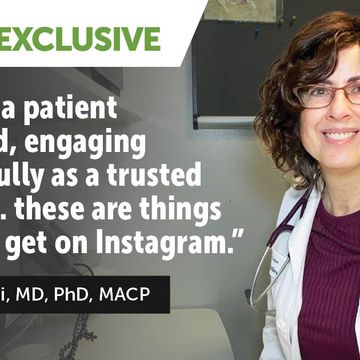 EXCLUSIVE
a patient
d, engaging
ully as a trusted
. these are things
get on Instagram.”
i, MD, PhD, MACP